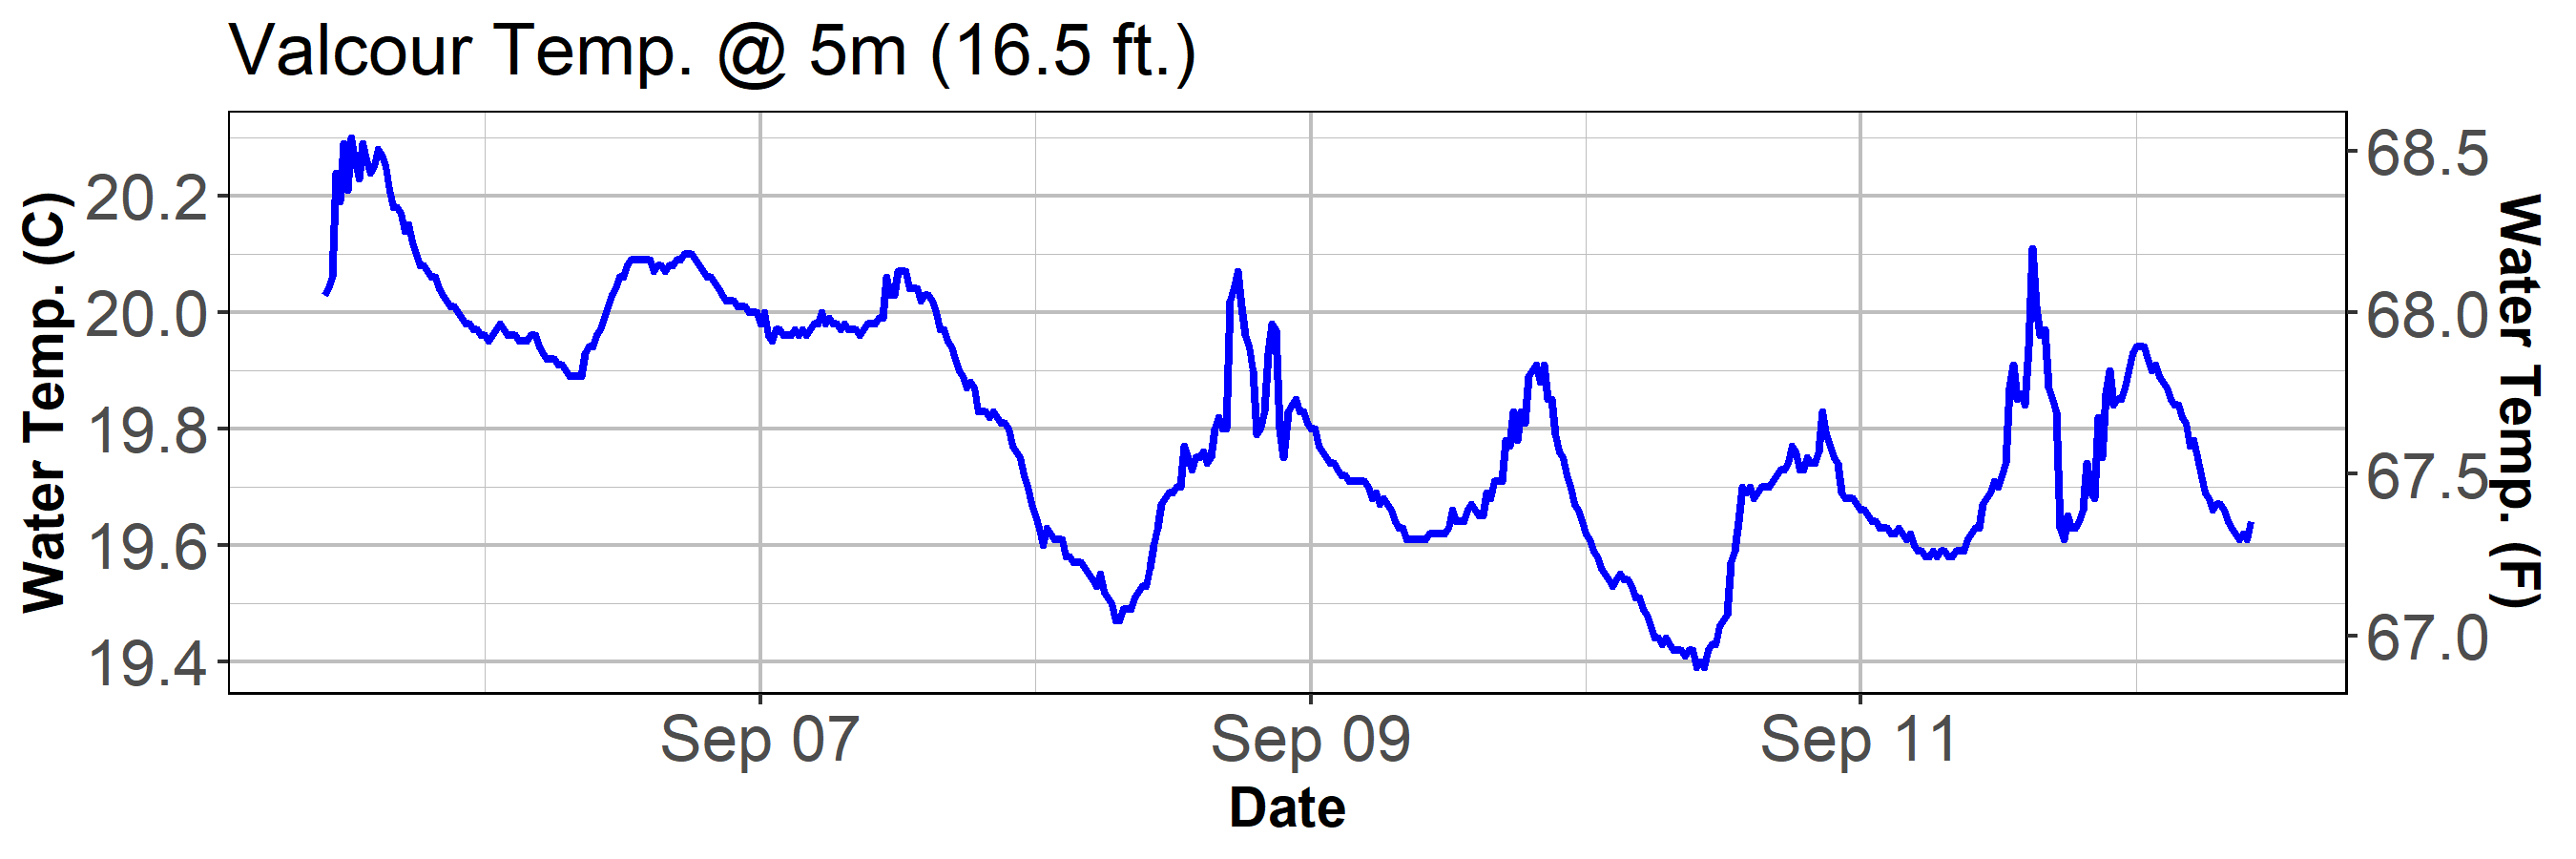 Valcour Temp. @ 5m (16.5 ft.)
Water Temp. (C)
20.2
20.0
19.8
19.6
19.4
68.5
68.0
67.5
67.0
Water Temp. (F)
Sep 07 Sep 09 Sep 11
Date